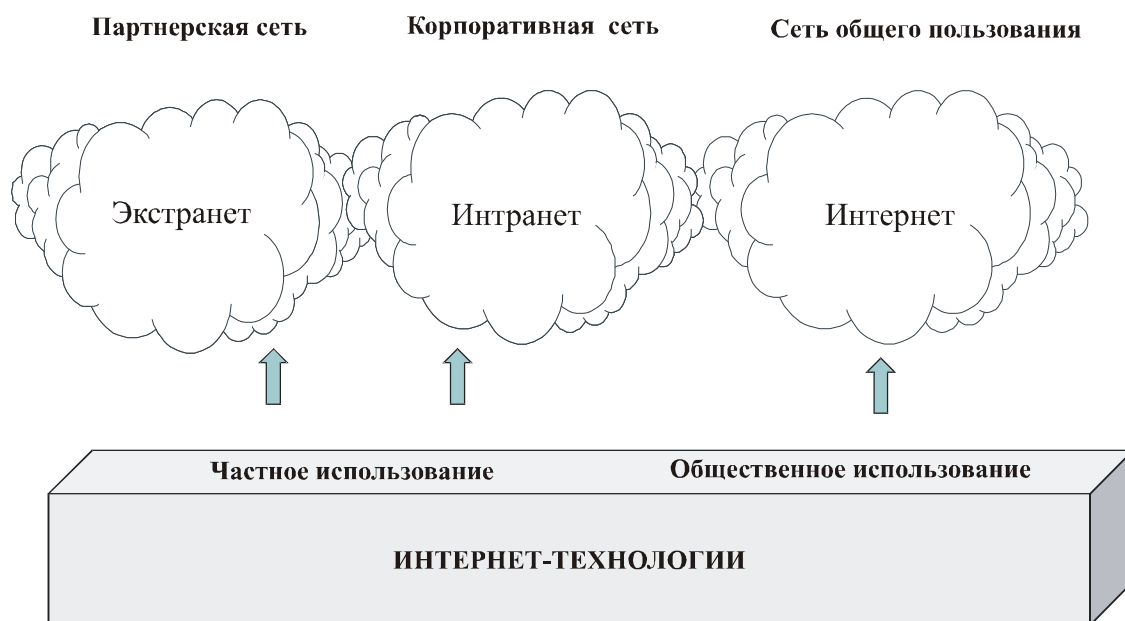 Партнерская сеть
Корпоративная сеть
Сеть общего пользования
Экстранет
Интранет
Интернет
Частное использование
Общественное использование
ИНТЕРНЕТ-ТЕХНОЛОГИИ